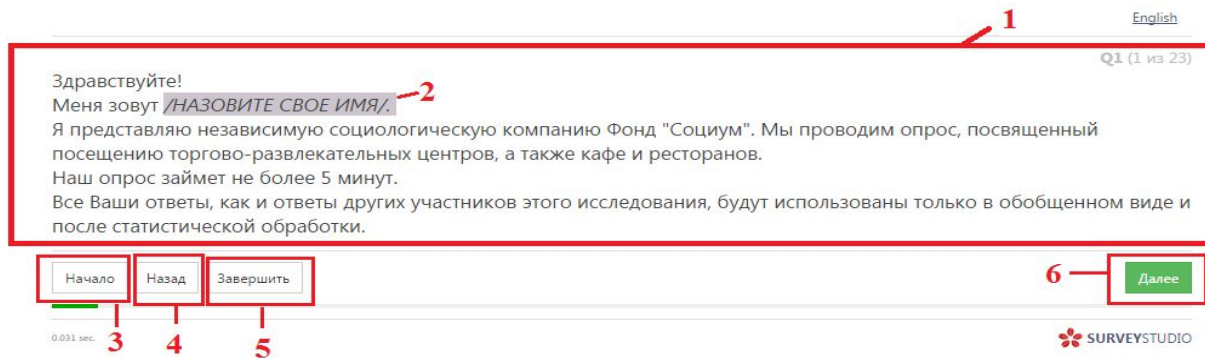 1
English
Q1 (1 из 23)
Здравствуйте!
Меня зовут /НАЗОВИТЕ СВОЕ ИМЯ/.
2
Я представляю независимую социологическую компанию Фонд "Социум". Мы проводим опрос, посвященный
посещению торгово-развлекательных центров, а также кафе и ресторанов.
Наш опрос займет не более 5 минут.
Все Ваши ответы, как и ответы других участников этого исследования, будут использованы только в обобщенном виде и
после статистической обработки.
Начало Назад Завершить 6 Далее
0.031 sec. 3 4 5 SURVEYSTUDIO